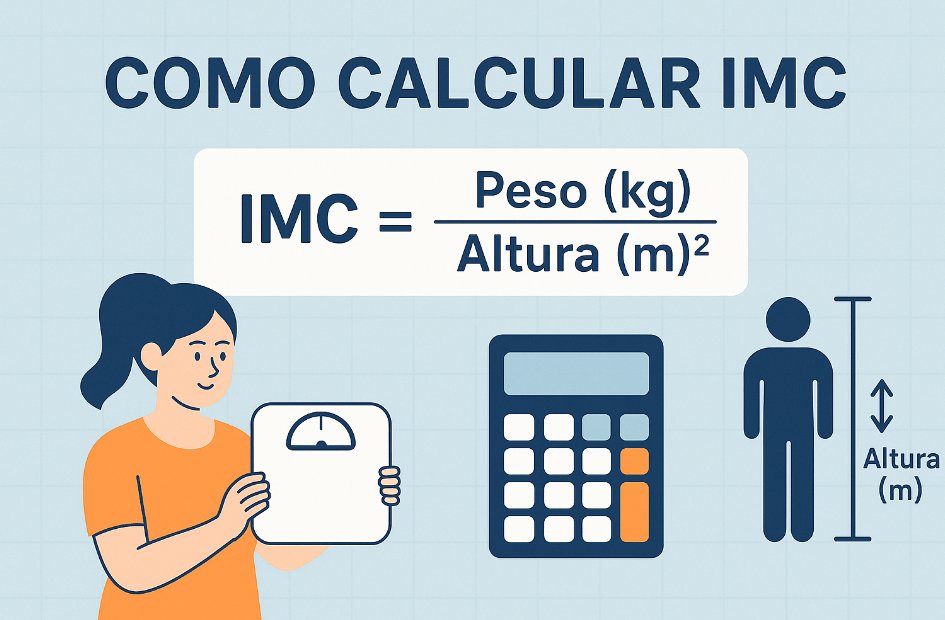 COMO CALCULAR IMC
IMC = Peso (kg)
Altura (m)²
Altura
(m)